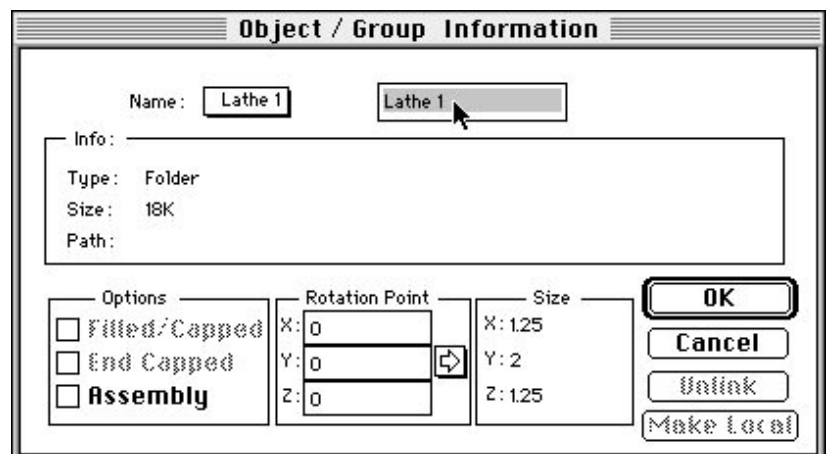 Object / Group Information
Name: Lathe 1 Lathe 1
Info:
Type: Folder
Size: 18K
Path:
Options
Filled/Capped
End Capped
Assembly
Rotation Point
X: 0
Y: 0
Z: 0
Size
X: 1.25
Y: 2
Z: 1.25
OK
Cancel
Unlink
Make Local